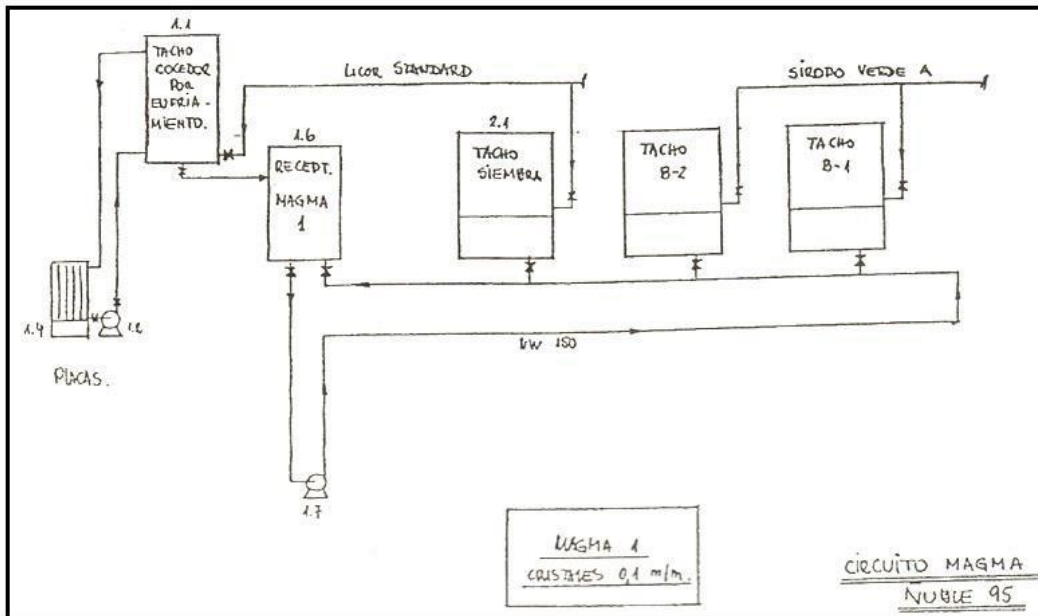 1.1
TACHO
COCEDOR
POR
ENFRIA-
MIENTO.
LICOR STANDARD
SIROPO VERDE A
1.6
RECEPT.
MAGMA
1
2.1
TACHO
SIEMBRA
TACHO
B-2
TACHO
B-1
1.4
1.2
PLACAS.
NW 150
1.7
MAGMA 1
CRISTALES 0,1 m/m.
CIRCUITO MAGMA
ÑUBLE 95